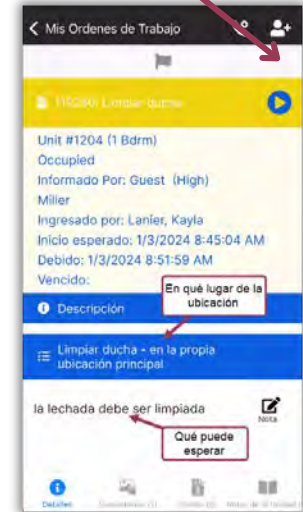 Mis Ordenes de Trabajo
Limpiar ducha
Unit #1204 (1 Bdrm)
Occupied
Informado Por: Guest (High)
Miller
Ingresado por: Lanier, Kayla
Inicio esperado: 1/3/2024 8:45:04 AM
Debido: 1/3/2024 8:51:59 AM
Vencido:
En qué lugar de la
ubicación
Descripción
Limpiar ducha - en la propia
ubicación principal
la lechada debe ser limpiada
Nota
Qué puede
esperar
Detalles